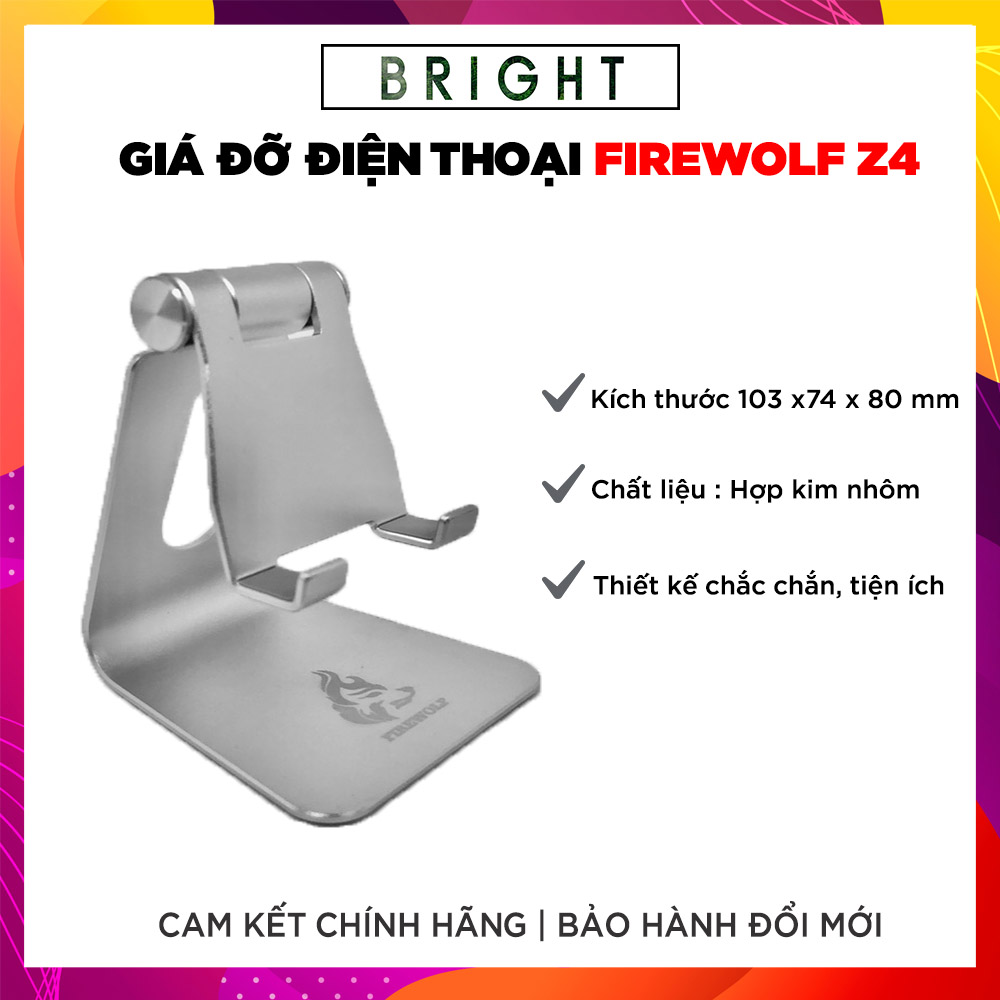 BRIGHT
GIÁ ĐỠ ĐIỆN THOẠI FIREWOLF Z4
Kích thước 103 x74 x 80 mm
Chất liệu : Hợp kim nhôm
Thiết kế chắc chắn, tiện ích
FIREWOLF
CAM KẾT CHÍNH HÃNG | BẢO HÀNH ĐỔI MỚI